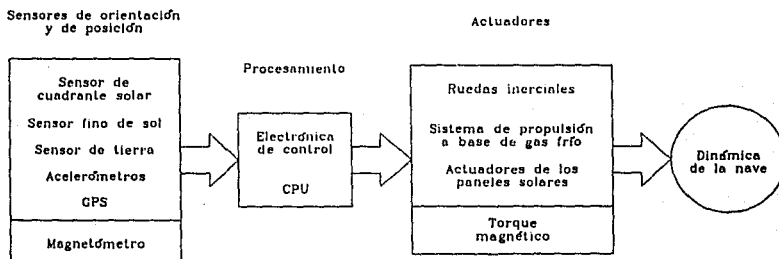 Sensores de orientación
y de posición
Sensor de
cuadrante solar
Sensor fino de sol
Sensor de tierra
Acelerómetros
GPS
Magnetómetro
Procesamiento
Electrónica
de control
CPU
Actuadores
Ruedas inerciales
Sistema de propulsión
a base de gas frío
Actuadores de los
paneles solares
Torque
magnético
Dinámica
de la nave